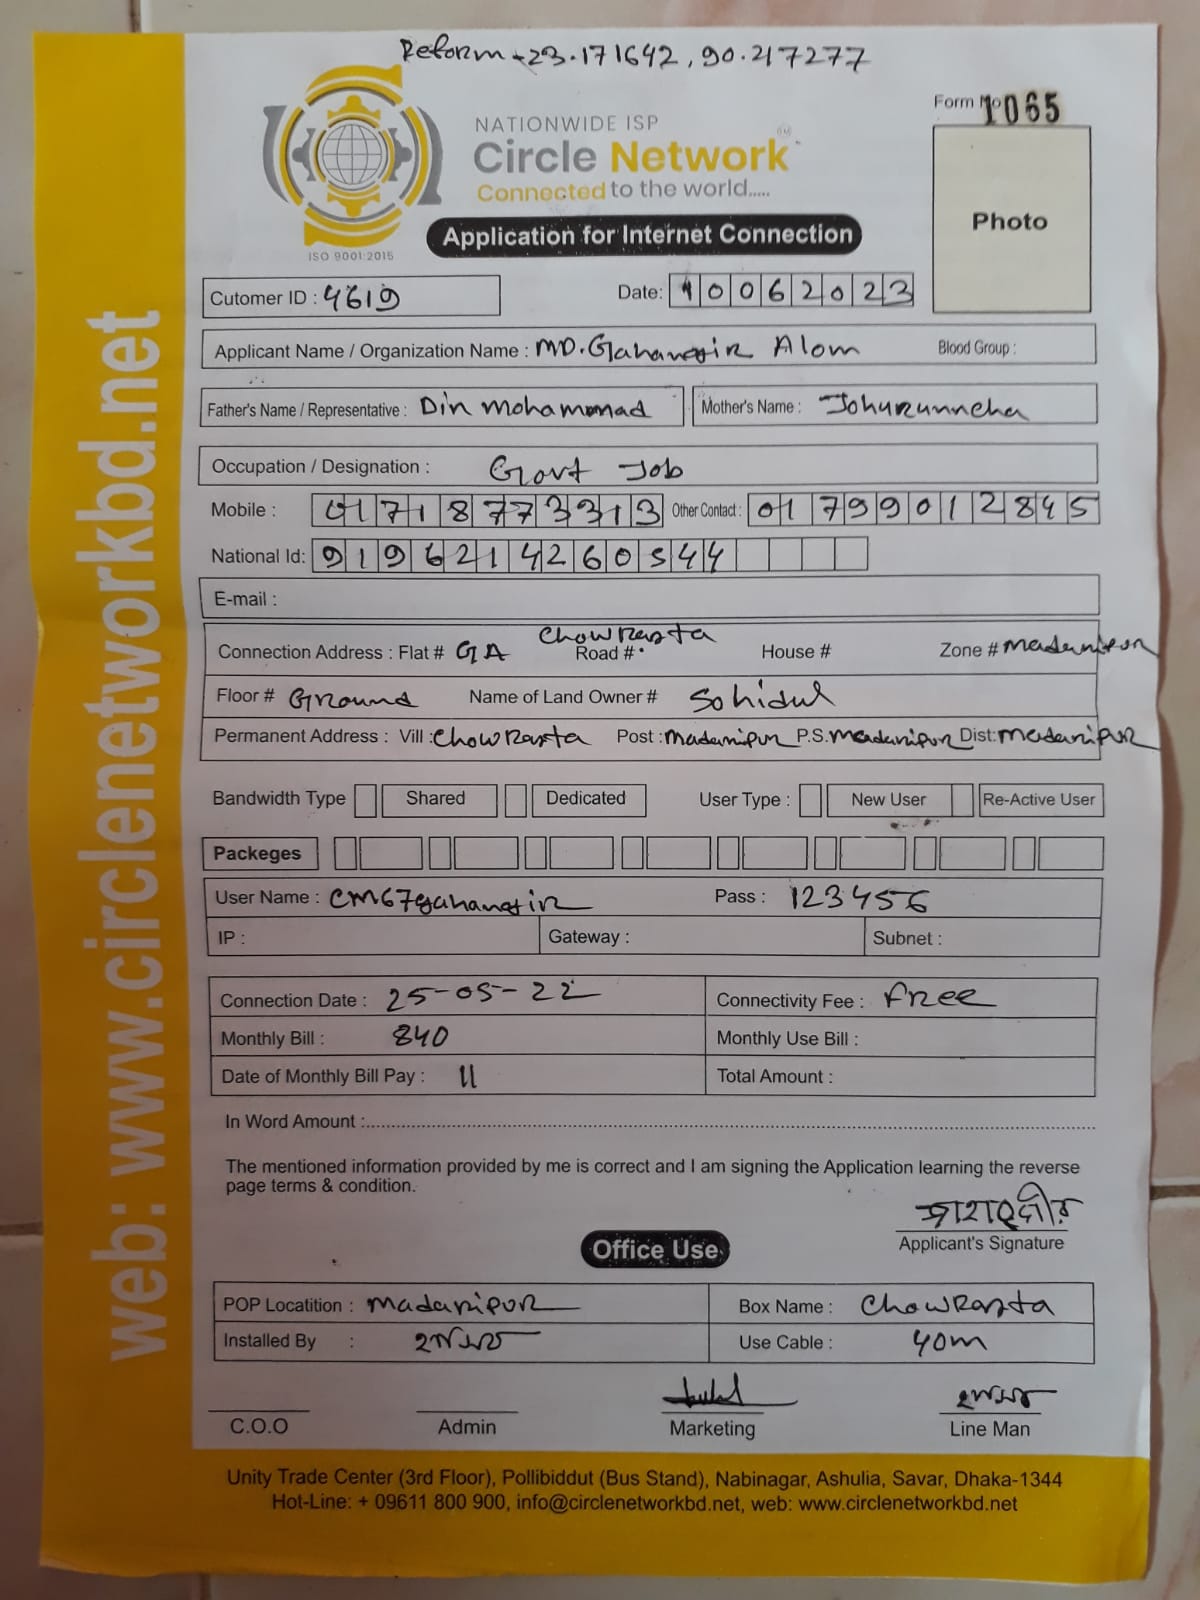 Reform - 23.171642, 90.217277
Form No 1065
NATIONWIDE ISP
Circle Network
Connected to the world.....
ISO 9001:2015
Application for Internet Connection
Photo
Cutomer ID : 4619
Date: 10062023
Applicant Name / Organization Name : MD. Gahangir Alom Blood Group :
Father's Name / Representative : Din mohammad Mother's Name : Johurunneha
Occupation / Designation : Govt Job
Mobile : 01718773313 Other Contact : 01799012845
National Id: 9196214260544
E-mail :
Connection Address : Flat # GA Road # Chowrasta House # Zone # madaripur
Floor # Ground Name of Land Owner # Sohidul
Permanent Address : Vill : Chowrasta Post : madaripur P.S. madaripur Dist: madaripur
Bandwidth Type Shared Dedicated User Type : New User Re-Active User
Packeges
User Name : cm67gahangir Pass : 123456
IP : Gateway : Subnet :
Connection Date : 25-05-22 Connectivity Fee : Free
Monthly Bill : 840 Monthly Use Bill :
Date of Monthly Bill Pay : 11 Total Amount :
In Word Amount :
The mentioned information provided by me is correct and I am signing the Application learning the reverse
page terms & condition.
জাহাঙ্গীর
Applicant's Signature
Office Use
POP Locatition : madaripur Box Name : Chowrasta
Installed By : Use Cable : 40m
C.O.O Admin Marketing Line Man
Unity Trade Center (3rd Floor), Pollibiddut (Bus Stand), Nabinagar, Ashulia, Savar, Dhaka-1344
Hot-Line: + 09611 800 900, info@circlenetworkbd.net, web: www.circlenetworkbd.net
web: www.circlenetworkbd.net